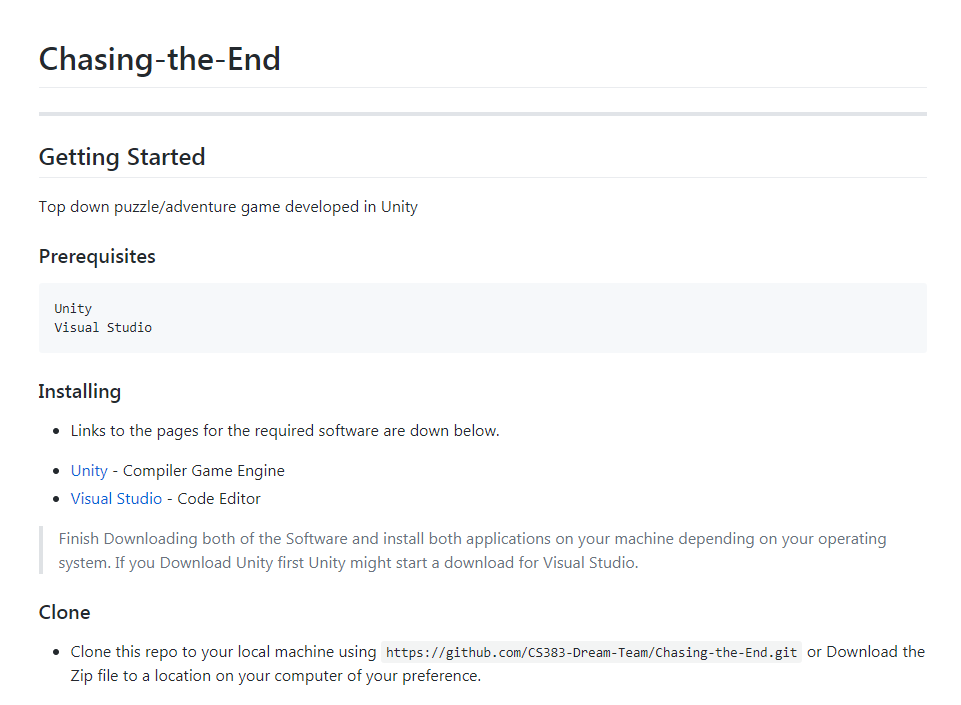 Chasing-the-End
Getting Started
Top down puzzle/adventure game developed in Unity
Prerequisites
Unity
Visual Studio
Installing
Links to the pages for the required software are down below.
Unity - Compiler Game Engine
Visual Studio - Code Editor
Finish Downloading both of the Software and install both applications on your machine depending on your operating
system. If you Download Unity first Unity might start a download for Visual Studio.
Clone
Clone this repo to your local machine using https://github.com/CS383-Dream-Team/Chasing-the-End.git or Download the
Zip file to a location on your computer of your preference.